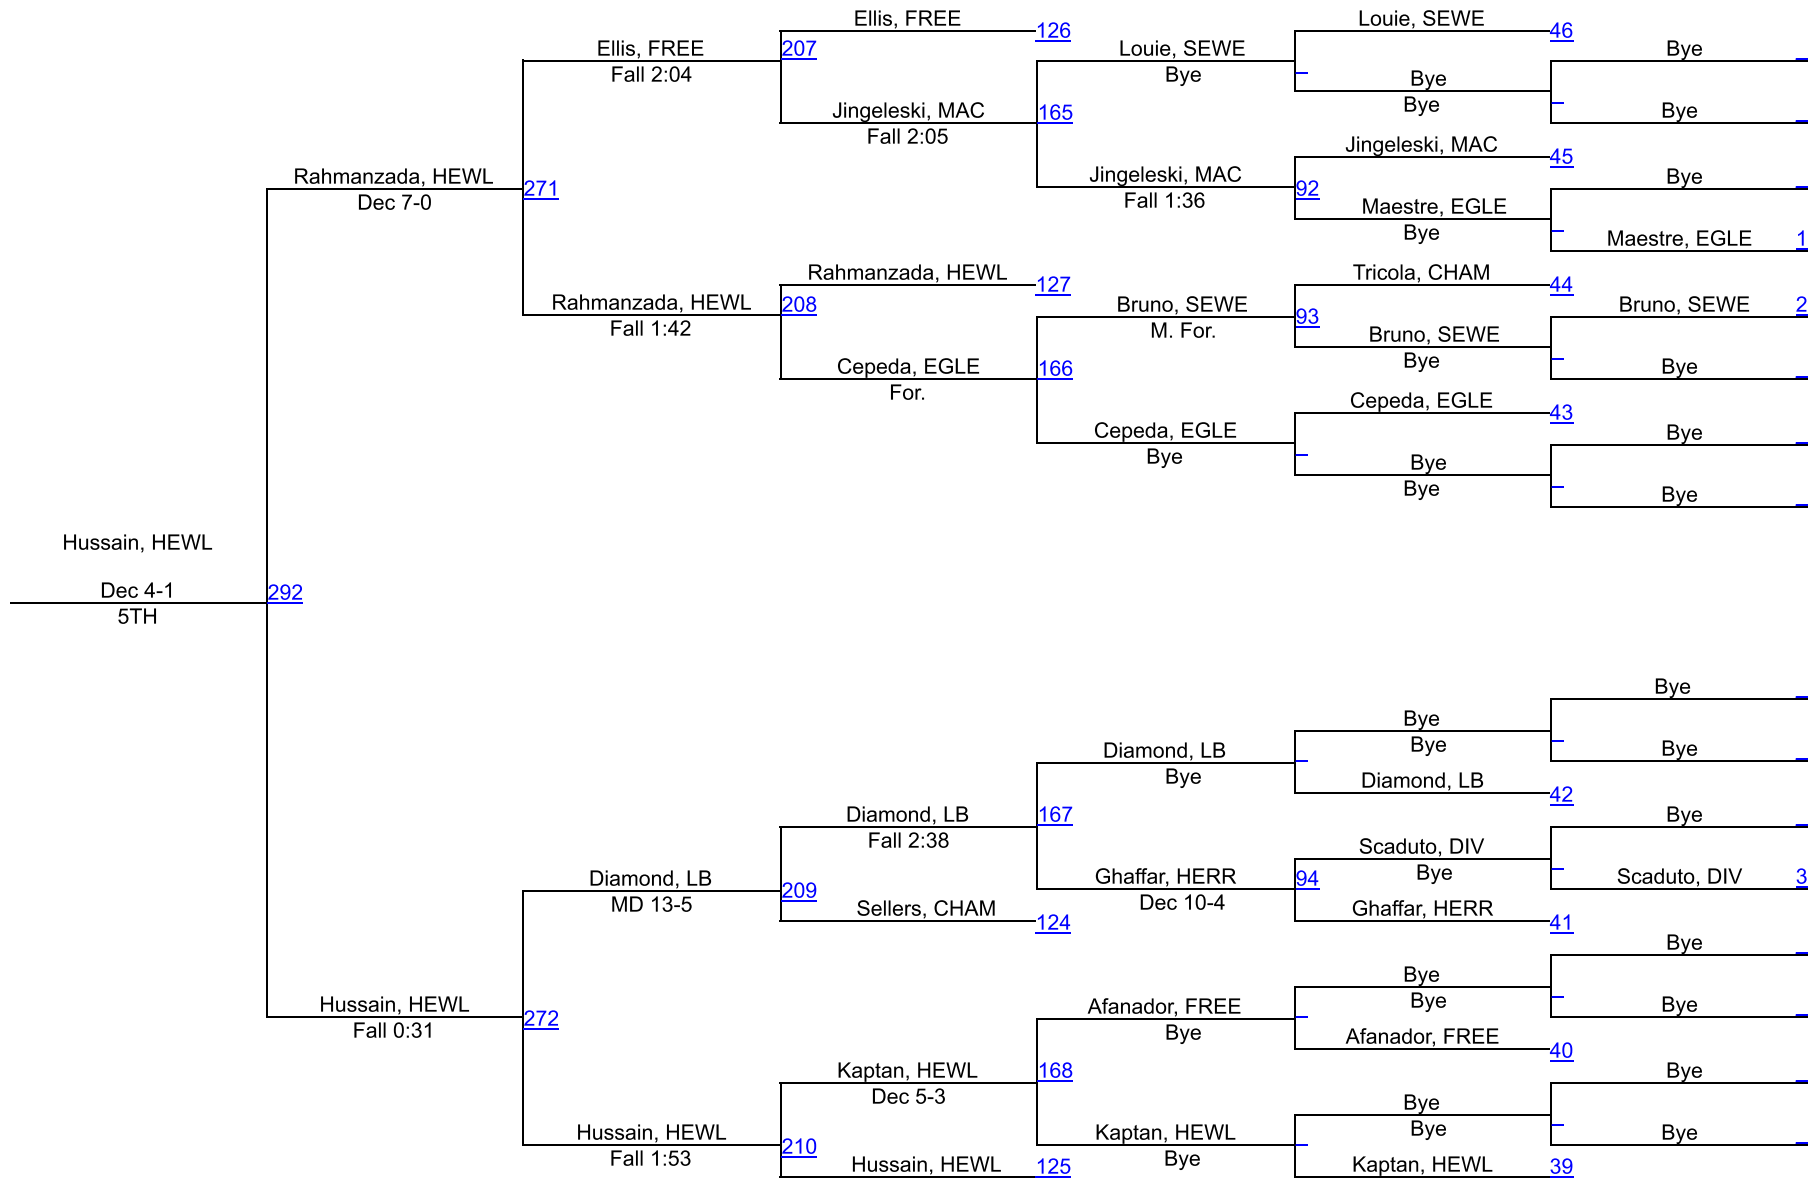 Ellis, FREE
126
Louie, SEWE
46
Ellis, FREE
207
Louie, SEWE
Bye
Fall 2:04
Bye
Bye
Bye
Jingeleski, MAC
165
Bye
Fall 2:05
Jingeleski, MAC
45
Rahmanzada, HEWL
271
Jingeleski, MAC
92
Bye
Dec 7-0
Fall 1:36
Maestre, EGLE
Bye
Maestre, EGLE
1
Rahmanzada, HEWL
127
Tricola, CHAM
44
Rahmanzada, HEWL
208
Bruno, SEWE
93
Bruno, SEWE
2
Fall 1:42
M. For.
Bruno, SEWE
Bye
Cepeda, EGLE
166
Bye
For.
Cepeda, EGLE
43
Cepeda, EGLE
Bye
Bye
Bye
Bye
Bye
Hussain, HEWL
Dec 4-1
292
5TH
Bye
Bye
Bye
Diamond, LB
Bye
Bye
Diamond, LB
42
Diamond, LB
167
Bye
Fall 2:38
Scaduto, DIV
Diamond, LB
209
Ghaffar, HERR
94
Bye
Scaduto, DIV
3
MD 13-5
Dec 10-4
Sellers, CHAM
124
Ghaffar, HERR
41
Bye
Bye
Hussain, HEWL
272
Afanador, FREE
Bye
Bye
Fall 0:31
Bye
Afanador, FREE
40
Kaptan, HEWL
168
Bye
Dec 5-3
Bye
Hussain, HEWL
210
Kaptan, HEWL
Bye
Bye
Fall 1:53
Bye
Hussain, HEWL
125
Kaptan, HEWL
39